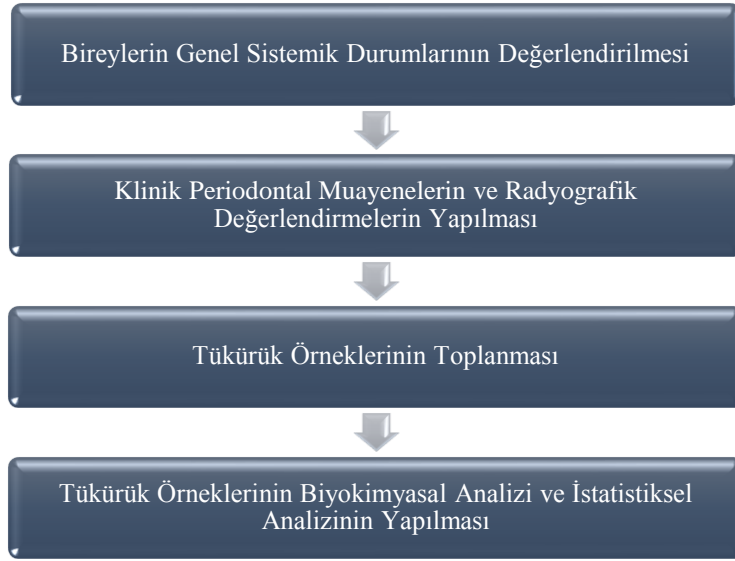 Bireylerin Genel Sistemik Durumlarının Değerlendirilmesi
Klinik Periodontal Muayenelerin ve Radyografik
Değerlendirmelerin Yapılması
Tükürük Örneklerinin Toplanması
Tükürük Örneklerinin Biyokimyasal Analizi ve İstatistiksel
Analizinin Yapılması